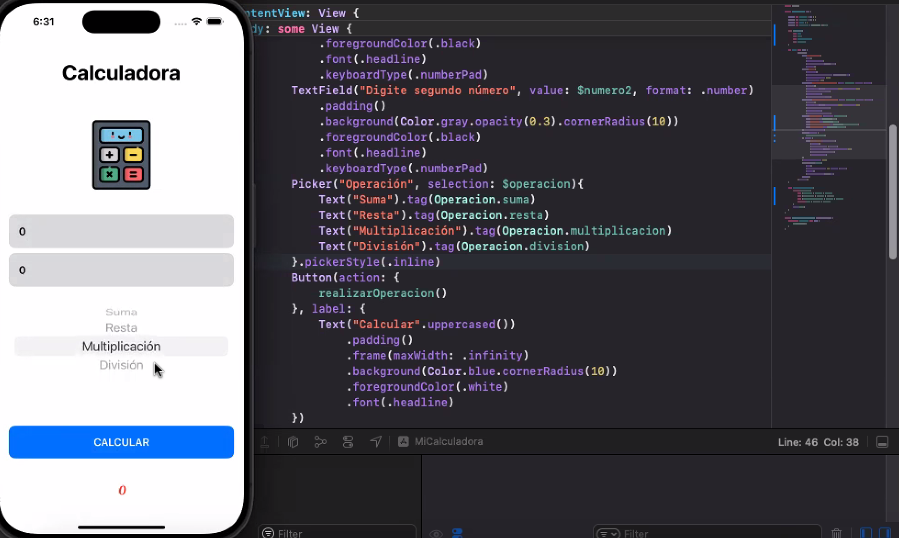 6:31
Calculadora
0
0
Suma
Resta
Multiplicación
División
CALCULAR
0
ntentView: View {
dy: some View {
.foregroundColor(.black)
.font(.headline)
.keyboardType(.numberPad)
TextField("Digite segundo número", value: $numero2, format: .number)
.padding()
.background(Color.gray.opacity(0.3).cornerRadius(10))
.foregroundColor(.black)
.font(.headline)
.keyboardType(.numberPad)
Picker("Operación", selection: $operacion){
Text("Suma").tag(Operacion.suma)
Text("Resta").tag(Operacion.resta)
Text("Multiplicación").tag(Operacion.multiplicacion)
Text("División").tag(Operacion.division)
}.pickerStyle(.inline)
Button(action: {
realizarOperacion()
}, label: {
Text("Calcular".uppercased())
.padding()
.frame(maxWidth: .infinity)
.background(Color.blue.cornerRadius(10))
.foregroundColor(.white)
.font(.headline)
})
MiCalculadora
Line: 46 Col: 38
Filter
Filter